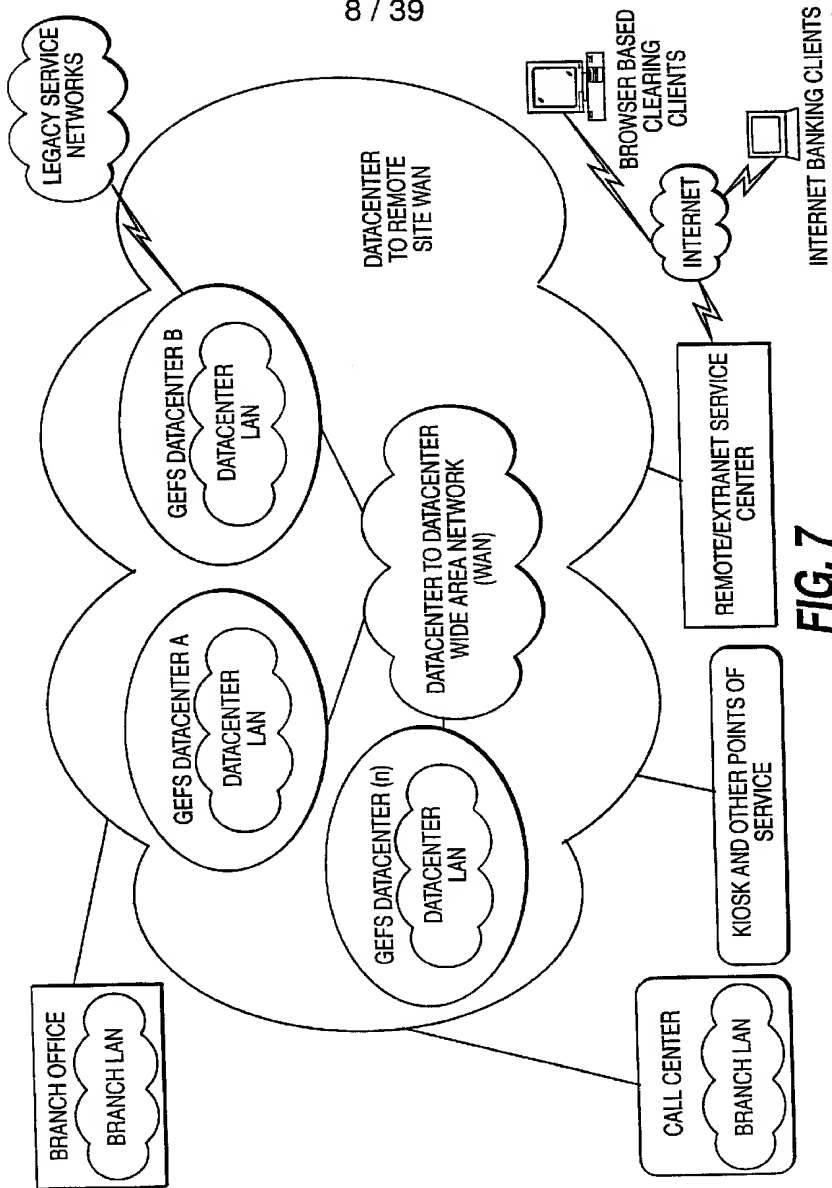 8 / 39
BRANCH OFFICE
BRANCH LAN
LEGACY SERVICE
NETWORKS
GEFS DATACENTER A
DATACENTER
LAN
GEFS DATACENTER B
DATACENTER
LAN
DATACENTER
TO REMOTE
SITE WAN
GEFS DATACENTER (n)
DATACENTER
LAN
DATACENTER TO DATACENTER
WIDE AREA NETWORK
(WAN)
BROWSER BASED
CLEARING
CLIENTS
INTERNET
INTERNET BANKING CLIENTS
CALL CENTER
BRANCH LAN
KIOSK AND OTHER POINTS OF
SERVICE
REMOTE/EXTRANET SERVICE
CENTER
FIG. 7